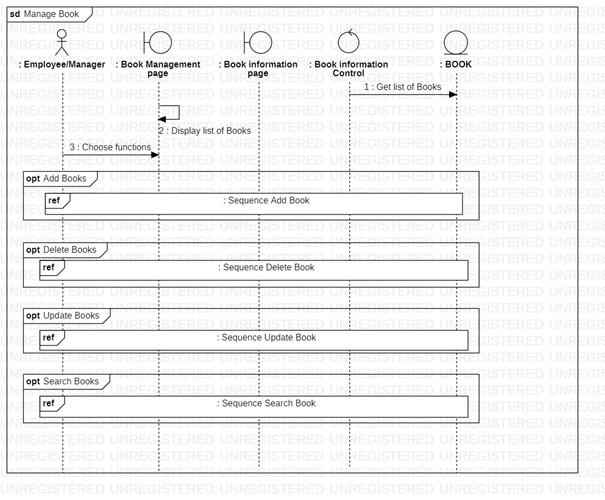 sd Manage Book
: Employee/Manager
: Book Management
page
: Book information
page
: Book information
Control
: BOOK
1 : Get list of Books
2 : Display list of Books
3 : Choose functions
opt Add Books
ref
: Sequence Add Book
opt Delete Books
ref
: Sequence Delete Book
opt Update Books
ref
: Sequence Update Book
opt Search Books
ref
: Sequence Search Book
UNREGISTERED